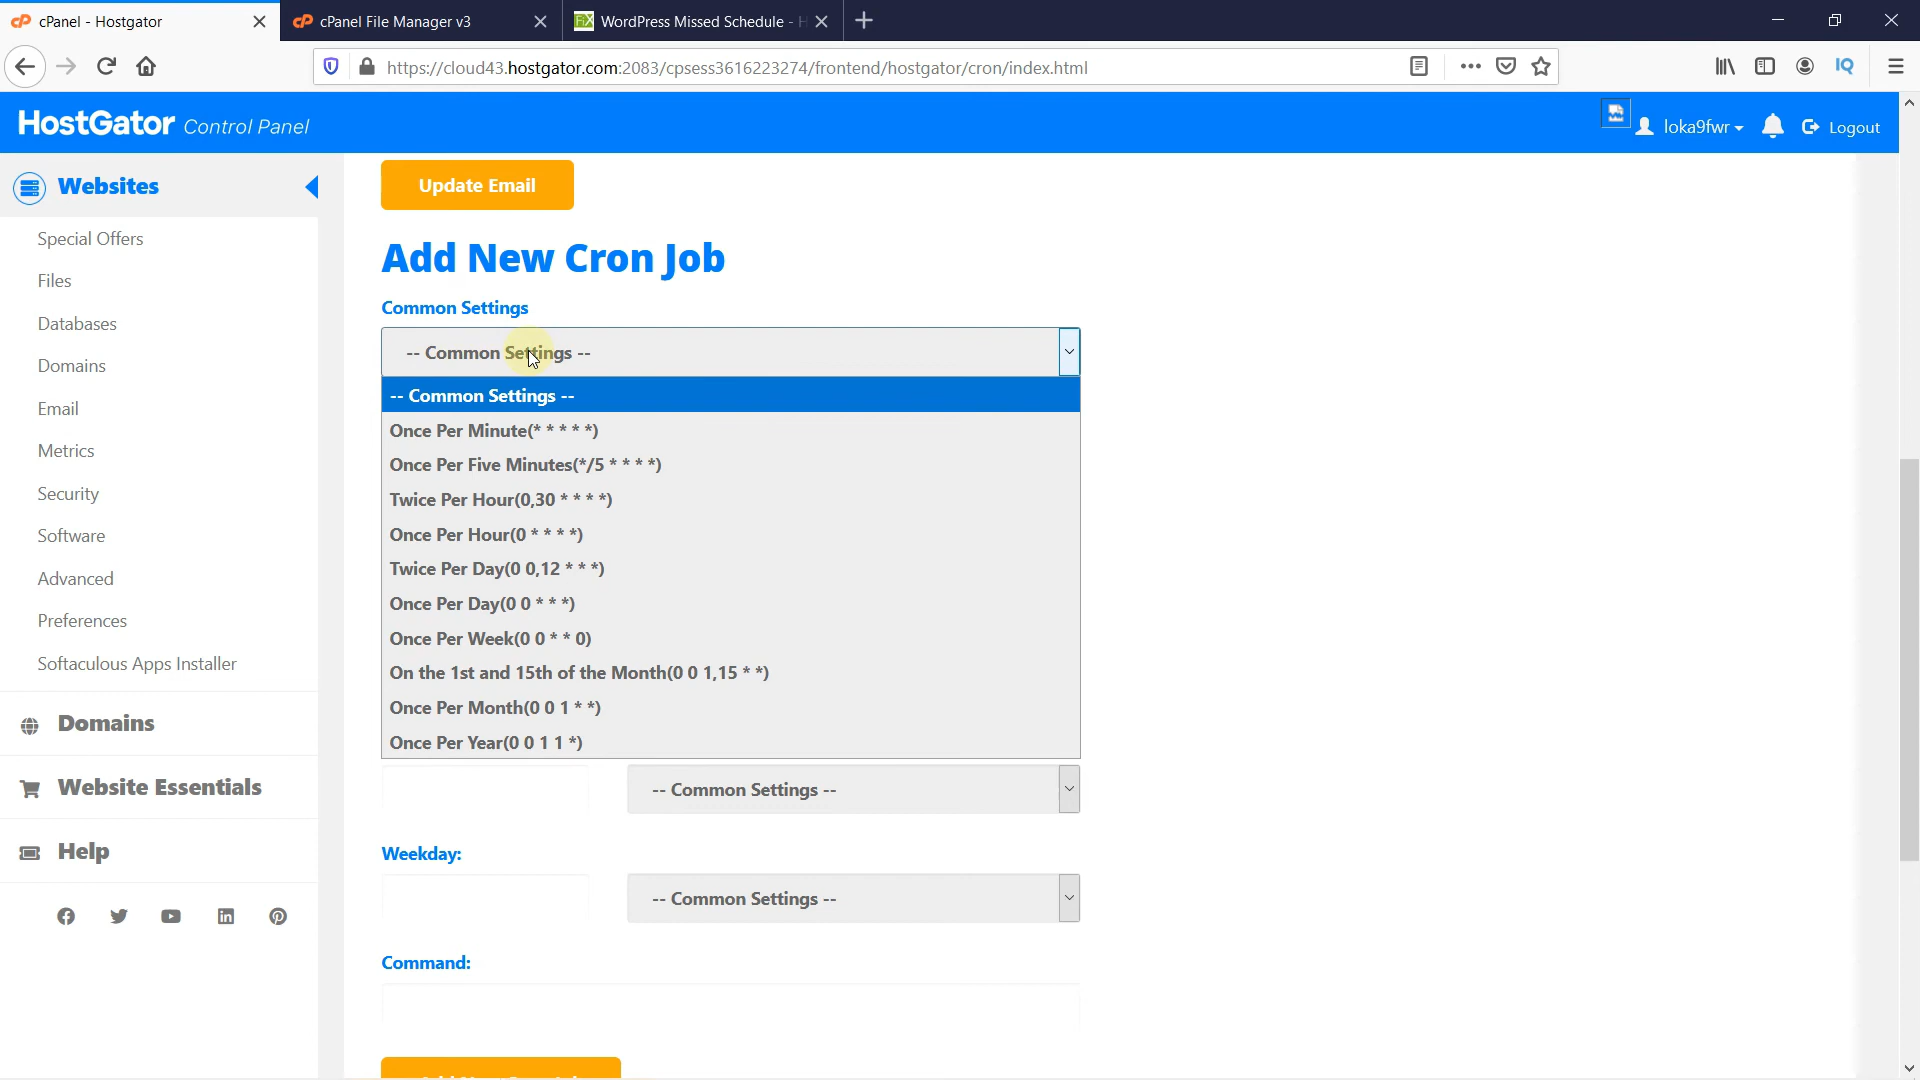 cPanel - Hostgator
cPanel File Manager v3
WordPress Missed Schedule - H
https://cloud43.hostgator.com:2083/cpsess3616223274/frontend/hostgator/cron/index.html
HostGator Control Panel
loka9fwr
Logout
Websites
Special Offers
Files
Databases
Domains
Email
Metrics
Security
Software
Advanced
Preferences
Softaculous Apps Installer
Domains
Website Essentials
Help
Update Email
Add New Cron Job
Common Settings
-- Common Settings --
-- Common Settings --
Once Per Minute(* * * * *)
Once Per Five Minutes(*/5 * * * *)
Twice Per Hour(0,30 * * * *)
Once Per Hour(0 * * * *)
Twice Per Day(0 0,12 * * *)
Once Per Day(0 0 * * *)
Once Per Week(0 0 * * 0)
On the 1st and 15th of the Month(0 0 1,15 * *)
Once Per Month(0 0 1 * *)
Once Per Year(0 0 1 1 *)
-- Common Settings --
Weekday:
-- Common Settings --
Command: